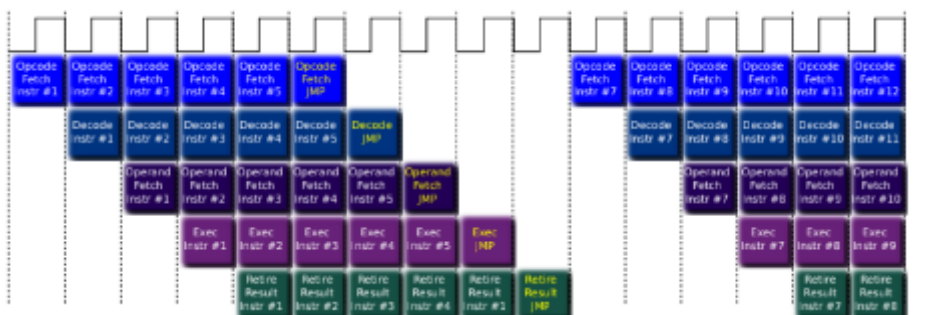 Opcode Opcode Opcode Opcode Opcode Opcode Opcode Opcode Opcode Opcode Opcode Opcode
Fetch Fetch Fetch Fetch Fetch Fetch Fetch Fetch Fetch Fetch Fetch Fetch
Instr #1 Instr #2 Instr #3 Instr #4 Instr #5 JMP Instr #7 Instr #8 Instr #9 Instr #10 Instr #11 Instr #12
Decode Decode Decode Decode Decode Decode Decode Decode Decode Decode Decode
Instr #1 Instr #2 Instr #3 Instr #4 Instr #5 JMP Instr #7 Instr #8 Instr #9 Instr #10 Instr #11
Operand Operand Operand Operand Operand Operand Operand Operand Operand Operand
Fetch Fetch Fetch Fetch Fetch Fetch Fetch Fetch Fetch Fetch
Instr #1 Instr #2 Instr #3 Instr #4 Instr #5 JMP Instr #7 Instr #8 Instr #9 Instr #10
Exec Exec Exec Exec Exec Exec Exec Exec Exec
Instr #1 Instr #2 Instr #3 Instr #4 Instr #5 JMP Instr #7 Instr #8 Instr #9
Retire Retire Retire Retire Retire Retire Retire Retire
Result Result Result Result Result Result Result Result
Instr #1 Instr #2 Instr #3 Instr #4 Instr #1 JMP Instr #7 Instr #8